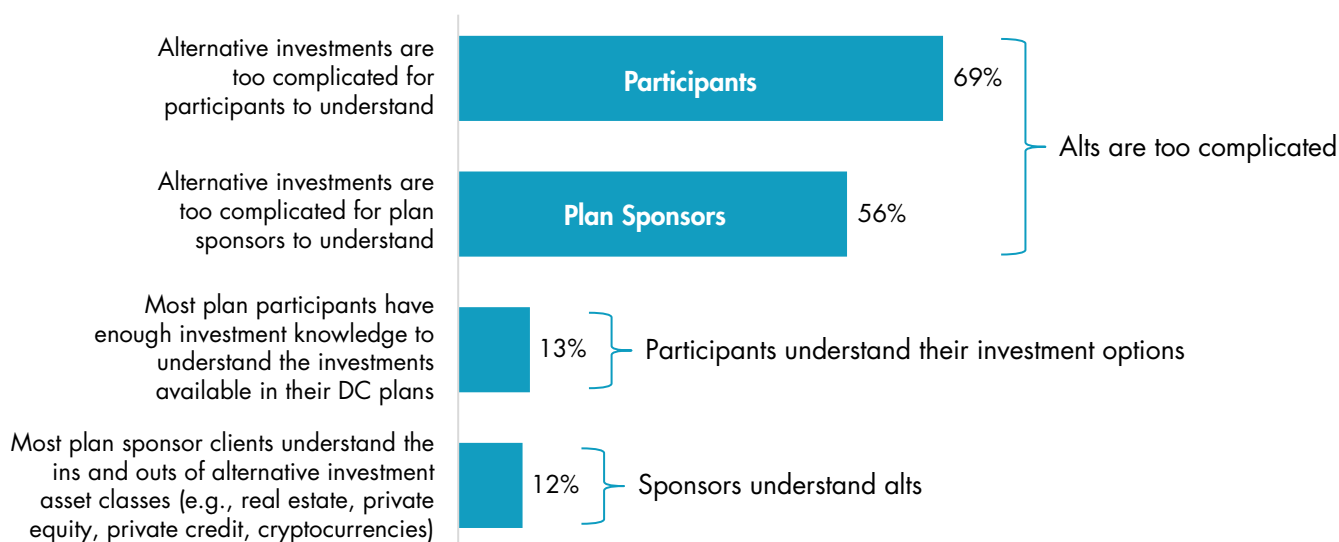 Alternative investments are
too complicated for
participants to understand
Participants
69%
Alts are too complicated
Alternative investments are
too complicated for plan
sponsors to understand
Plan Sponsors
56%
Most plan participants have
enough investment knowledge to
understand the investments
available in their DC plans
13%
Participants understand their investment options
Most plan sponsor clients understand the
ins and outs of alternative investment
asset classes (e.g., real estate, private
equity, private credit, cryptocurrencies)
12%
Sponsors understand alts